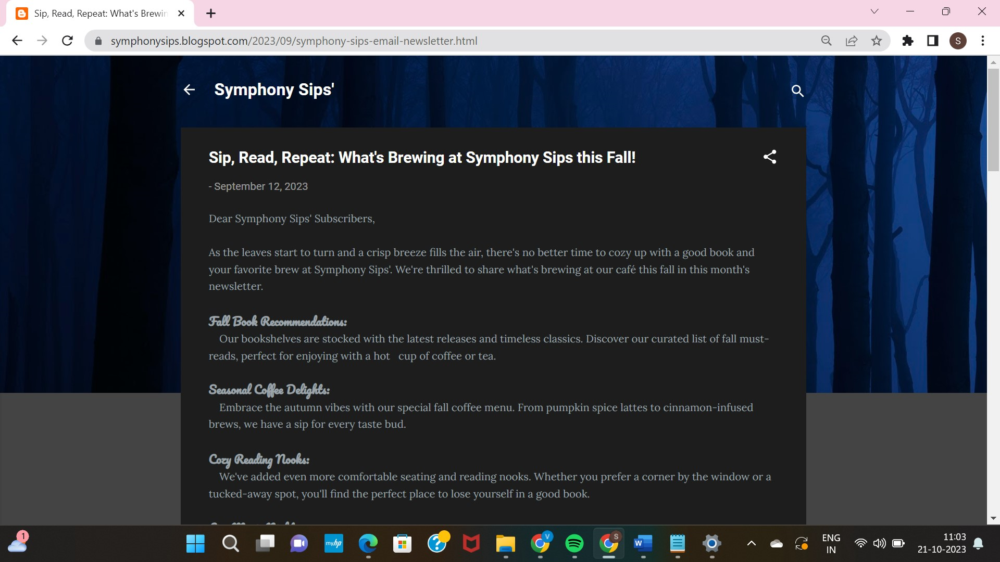 Sip, Read, Repeat: What's Brewin
symphonysips.blogspot.com/2023/09/symphony-sips-email-newsletter.html
S
Symphony Sips'
Sip, Read, Repeat: What's Brewing at Symphony Sips this Fall!
- September 12, 2023
Dear Symphony Sips' Subscribers,
As the leaves start to turn and a crisp breeze fills the air, there's no better time to cozy up with a good book and
your favorite brew at Symphony Sips'. We're thrilled to share what's brewing at our café this fall in this month's
newsletter.
Fall Book Recommendations:
Our bookshelves are stocked with the latest releases and timeless classics. Discover our curated list of fall must-
reads, perfect for enjoying with a hot cup of coffee or tea.
Seasonal Coffee Delights:
Embrace the autumn vibes with our special fall coffee menu. From pumpkin spice lattes to cinnamon-infused
brews, we have a sip for every taste bud.
Cozy Reading Nooks:
We've added even more comfortable seating and reading nooks. Whether you prefer a corner by the window or a
tucked-away spot, you'll find the perfect place to lose yourself in a good book.
1
myhp
V
S
W
ENG
IN
11:03
21-10-2023